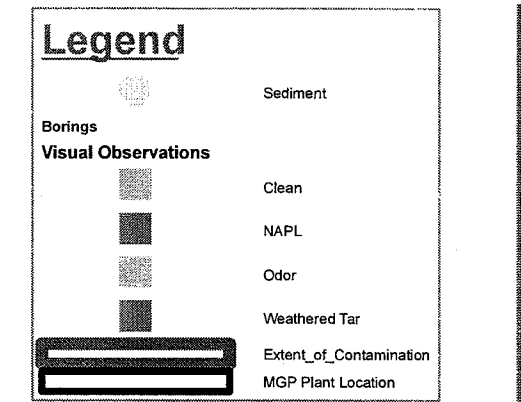 Legend
Sediment
Borings
Visual Observations
Clean
NAPL
Odor
Weathered Tar
Extent_of_Contamination
MGP Plant Location